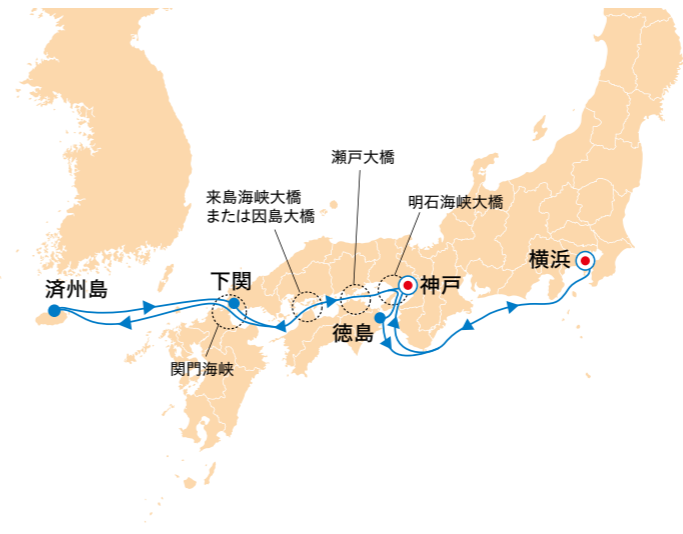 瀬戸大橋
来島海峡大橋
または因島大橋
明石海峡大橋
横浜
下関
済州島
神戸
徳島
関門海峡